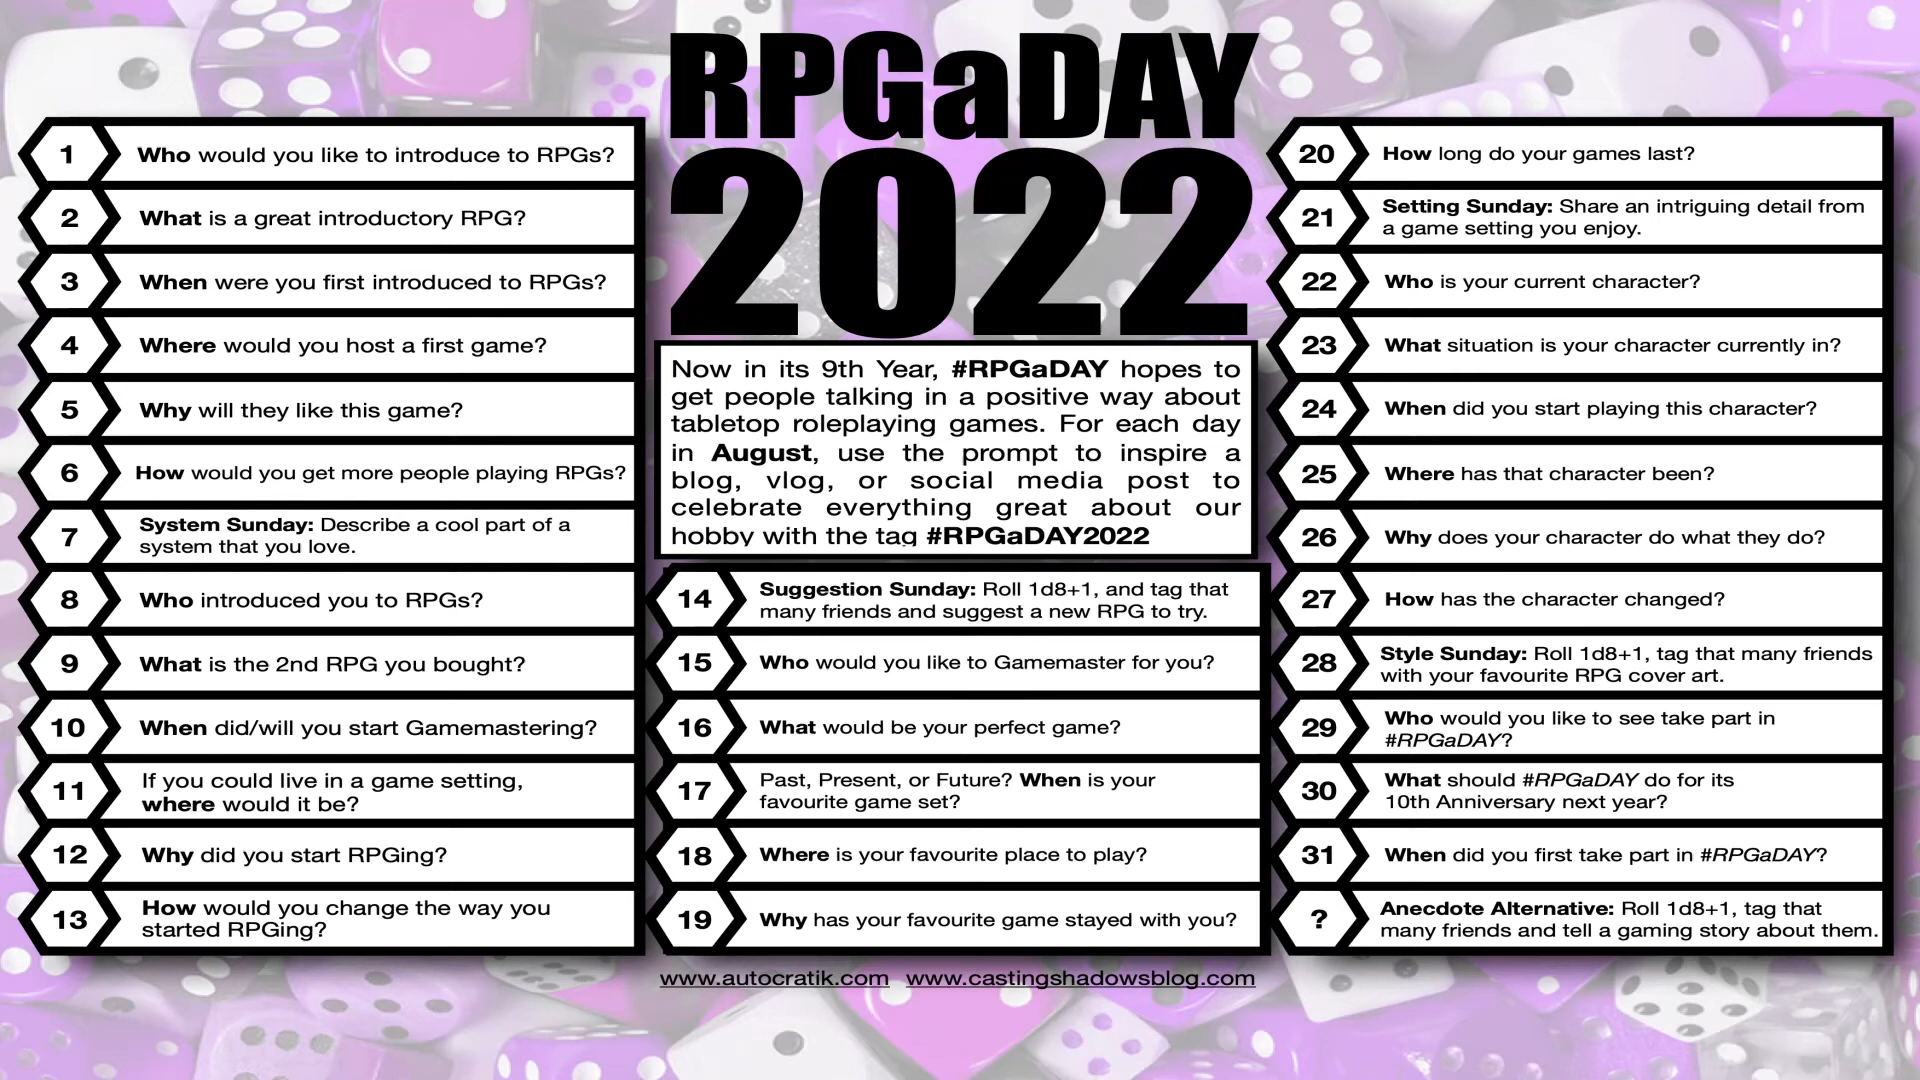 RPGaDAY
2022
Now in its 9th Year, #RPGaDAY hopes to
get people talking in a positive way about
tabletop roleplaying games. For each day
in August, use the prompt to inspire a
blog, vlog, or social media post to
celebrate everything great about our
hobby with the tag #RPGaDAY2022
1 Who would you like to introduce to RPGs?
2 What is a great introductory RPG?
3 When were you first introduced to RPGs?
4 Where would you host a first game?
5 Why will they like this game?
6 How would you get more people playing RPGs?
7 System Sunday: Describe a cool part of a
system that you love.
8 Who introduced you to RPGs?
9 What is the 2nd RPG you bought?
10 When did/will you start Gamemastering?
11 If you could live in a game setting,
where would it be?
12 Why did you start RPGing?
13 How would you change the way you
started RPGing?
14 Suggestion Sunday: Roll 1d8+1, and tag that
many friends and suggest a new RPG to try.
15 Who would you like to Gamemaster for you?
16 What would be your perfect game?
17 Past, Present, or Future? When is your
favourite game set?
18 Where is your favourite place to play?
19 Why has your favourite game stayed with you?
20 How long do your games last?
21 Setting Sunday: Share an intriguing detail from
a game setting you enjoy.
22 Who is your current character?
23 What situation is your character currently in?
24 When did you start playing this character?
25 Where has that character been?
26 Why does your character do what they do?
27 How has the character changed?
28 Style Sunday: Roll 1d8+1, tag that many friends
with your favourite RPG cover art.
29 Who would you like to see take part in
#RPGaDAY?
30 What should #RPGaDAY do for its
10th Anniversary next year?
31 When did you first take part in #RPGaDAY?
? Anecdote Alternative: Roll 1d8+1, tag that
many friends and tell a gaming story about them.
www.autocratik.com www.castingshadowsblog.com